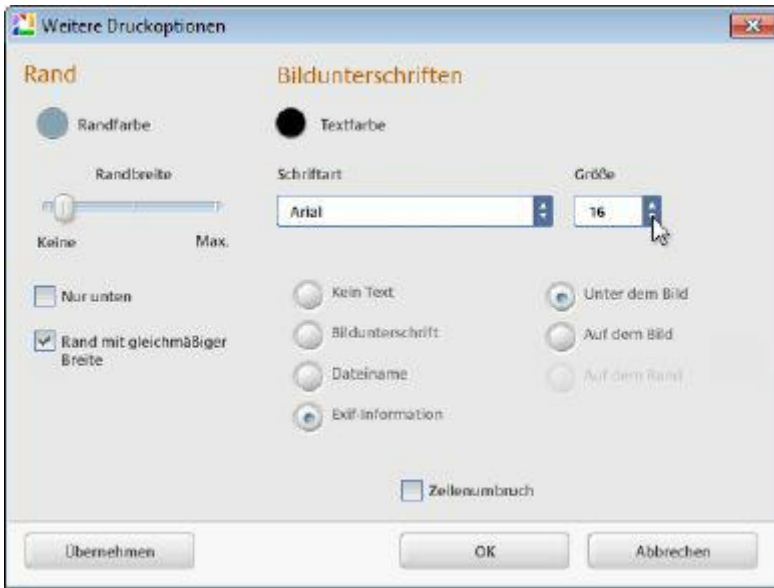 Weitere Druckoptionen
Rand
Bildunterschriften
Randfarbe
Textfarbe
Randbreite
Schriftart
Größe
Arial
16
Keine
Max.
Nur unten
Kein Text
Unter dem Bild
Rand mit gleichmäßiger
Breite
Bildunterschrift
Auf dem Bild
Dateiname
Auf dem Rand
Exif-Information
Zeilenumbruch
Übernehmen
OK
Abbrechen